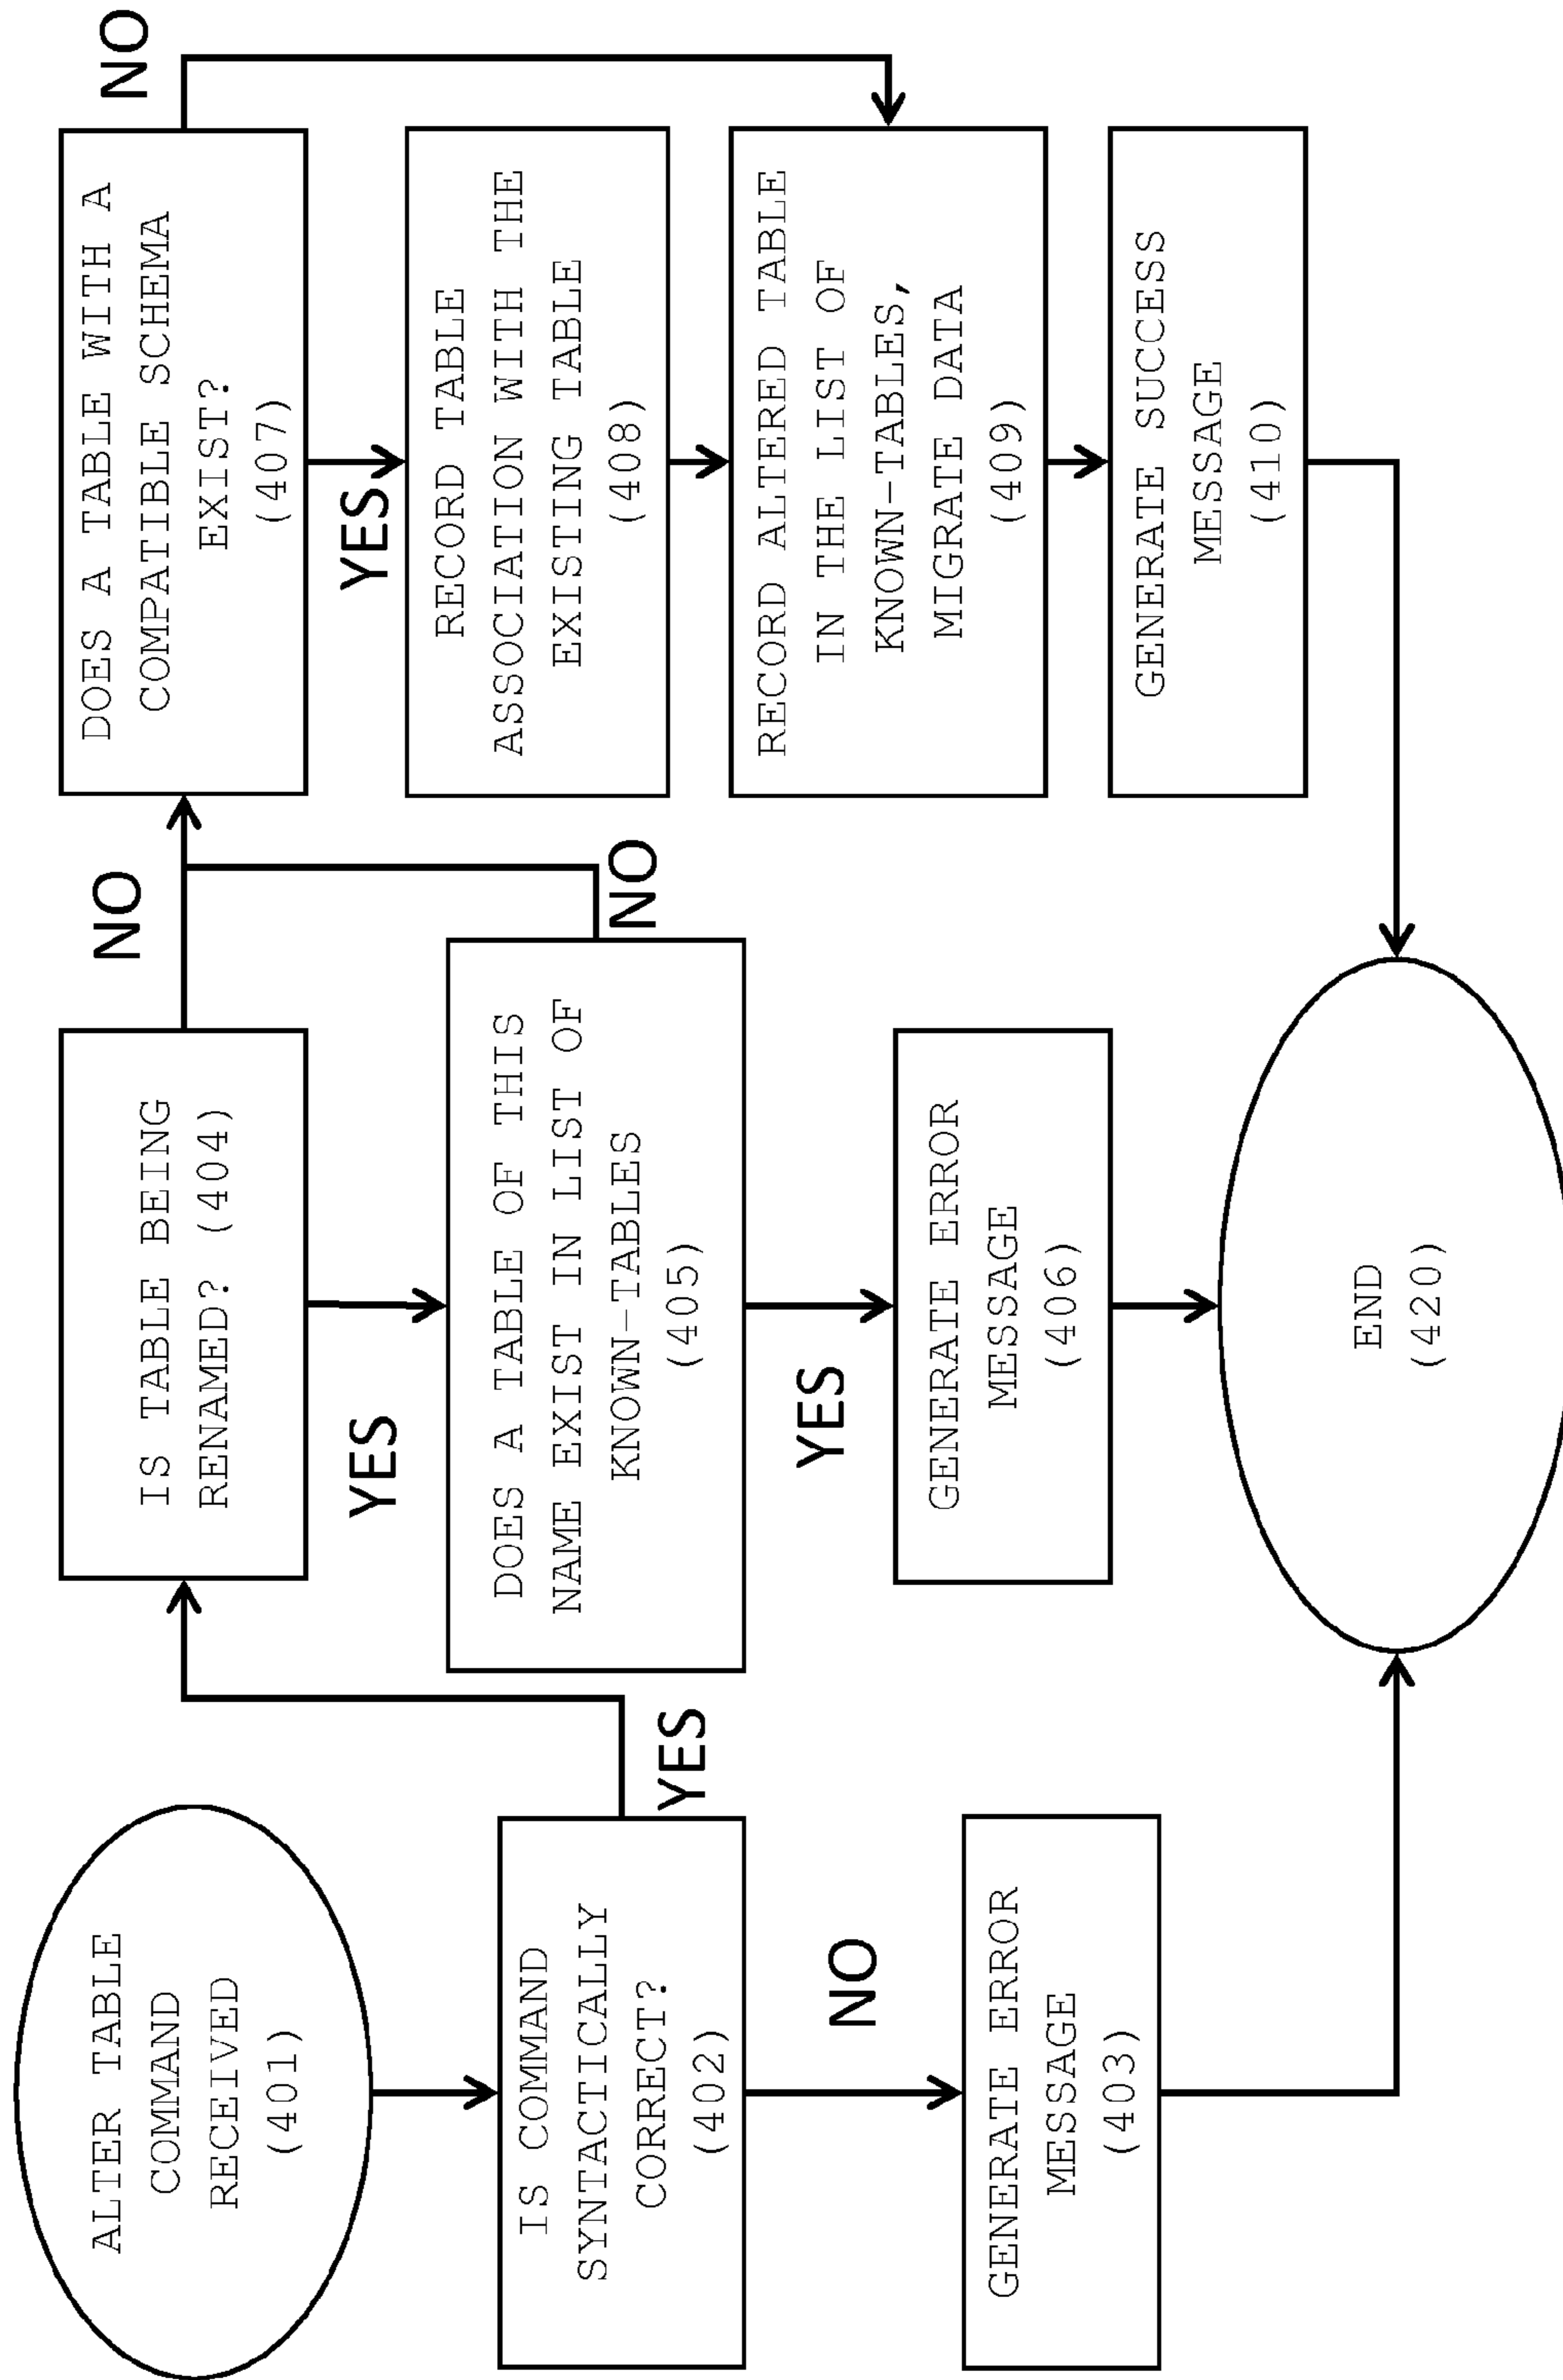 ALTER TABLE
COMMAND
RECEIVED
(401)
IS COMMAND
SYNTACTICALLY
CORRECT?
(402)
YES
NO
GENERATE ERROR
MESSAGE
(403)
IS TABLE BEING
RENAMED? (404)
NO
YES
DOES A TABLE OF THIS
NAME EXIST IN LIST OF
KNOWN-TABLES
(405)
NO
YES
GENERATE ERROR
MESSAGE
(406)
END
(420)
DOES A TABLE WITH A
COMPATIBLE SCHEMA
EXIST?
(407)
NO
YES
RECORD TABLE
ASSOCIATION WITH THE
EXISTING TABLE
(408)
RECORD ALTERED TABLE
IN THE LIST OF
KNOWN-TABLES,
MIGRATE DATA
(409)
GENERATE SUCCESS
MESSAGE
(410)